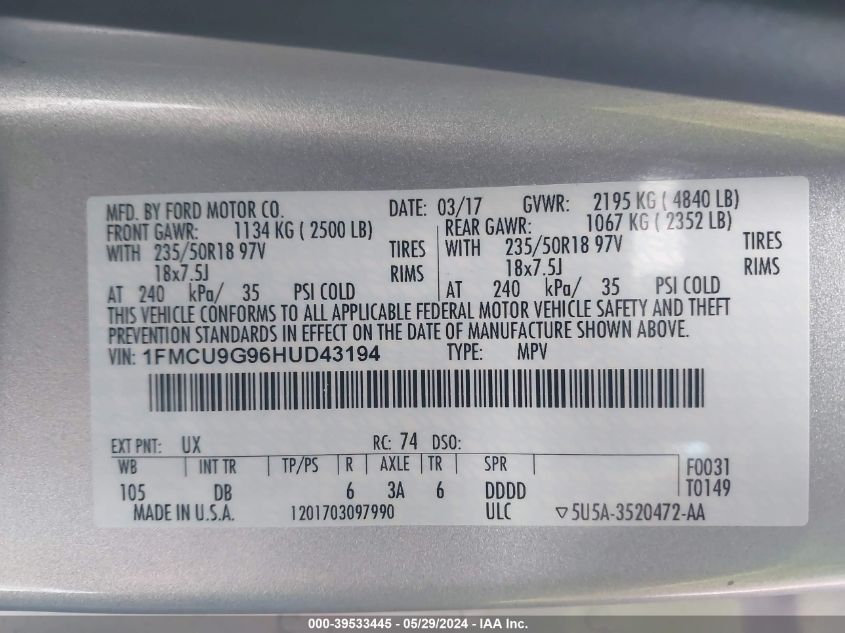 MFD. BY FORD MOTOR CO. DATE: 03/17 GVWR: 2195 KG ( 4840 LB)
FRONT GAWR: 1134 KG ( 2500 LB) REAR GAWR: 1067 KG ( 2352 LB)
WITH 235/50R18 97V TIRES WITH 235/50R18 97V TIRES
18x7.5J RIMS 18x7.5J RIMS
AT 240 kPa/ 35 PSI COLD AT 240 kPa/ 35 PSI COLD
THIS VEHICLE CONFORMS TO ALL APPLICABLE FEDERAL MOTOR VEHICLE SAFETY AND THEFT
PREVENTION STANDARDS IN EFFECT ON THE DATE OF MANUFACTURE SHOWN ABOVE.
VIN: 1FMCU9G96HUD43194 TYPE: MPV
EXT PNT: UX RC: 74 DSO:
WB INT TR TP/PS R AXLE TR SPR F0031
105 DB 6 3A 6 DDDD T0149
MADE IN U.S.A. 1201703097990 ULC ▽5U5A-3520472-AA
000-39533445 - 05/29/2024 - IAA Inc.